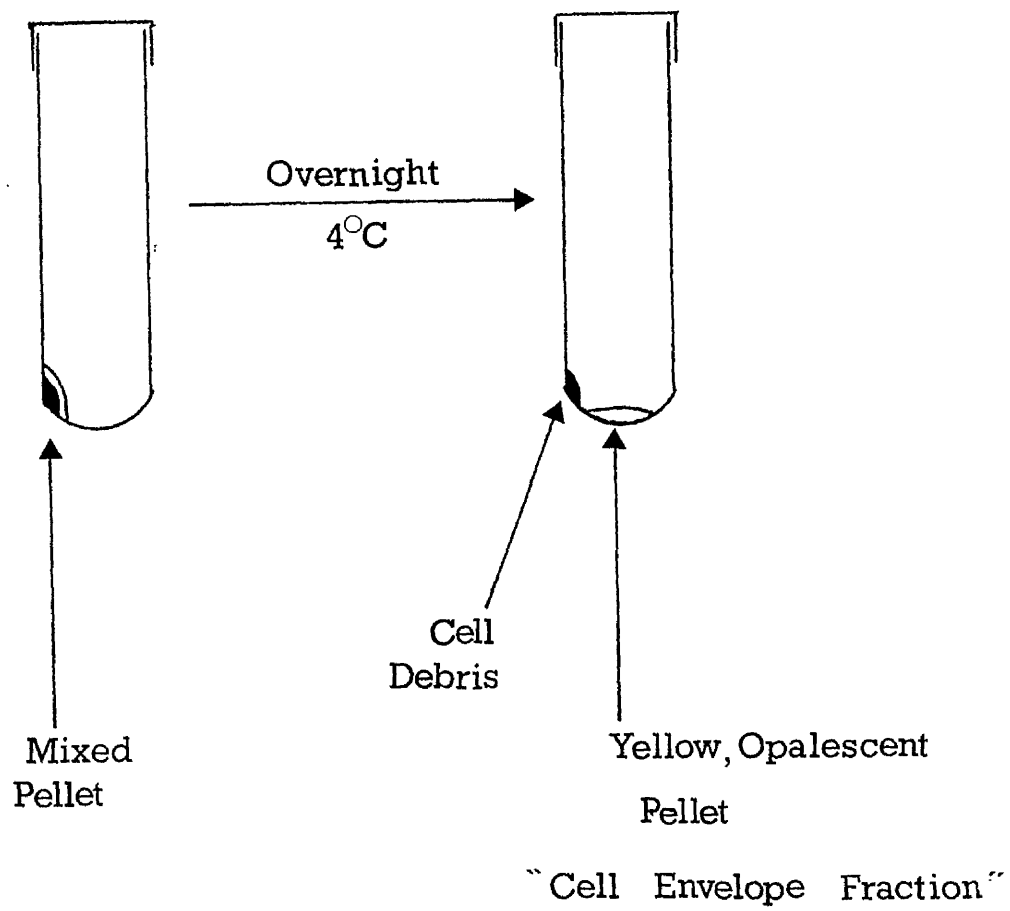 Overnight
4°C
Cell
Debris
Mixed
Pellet
Yellow, Opalescent
Pellet
"Cell Envelope Fraction"